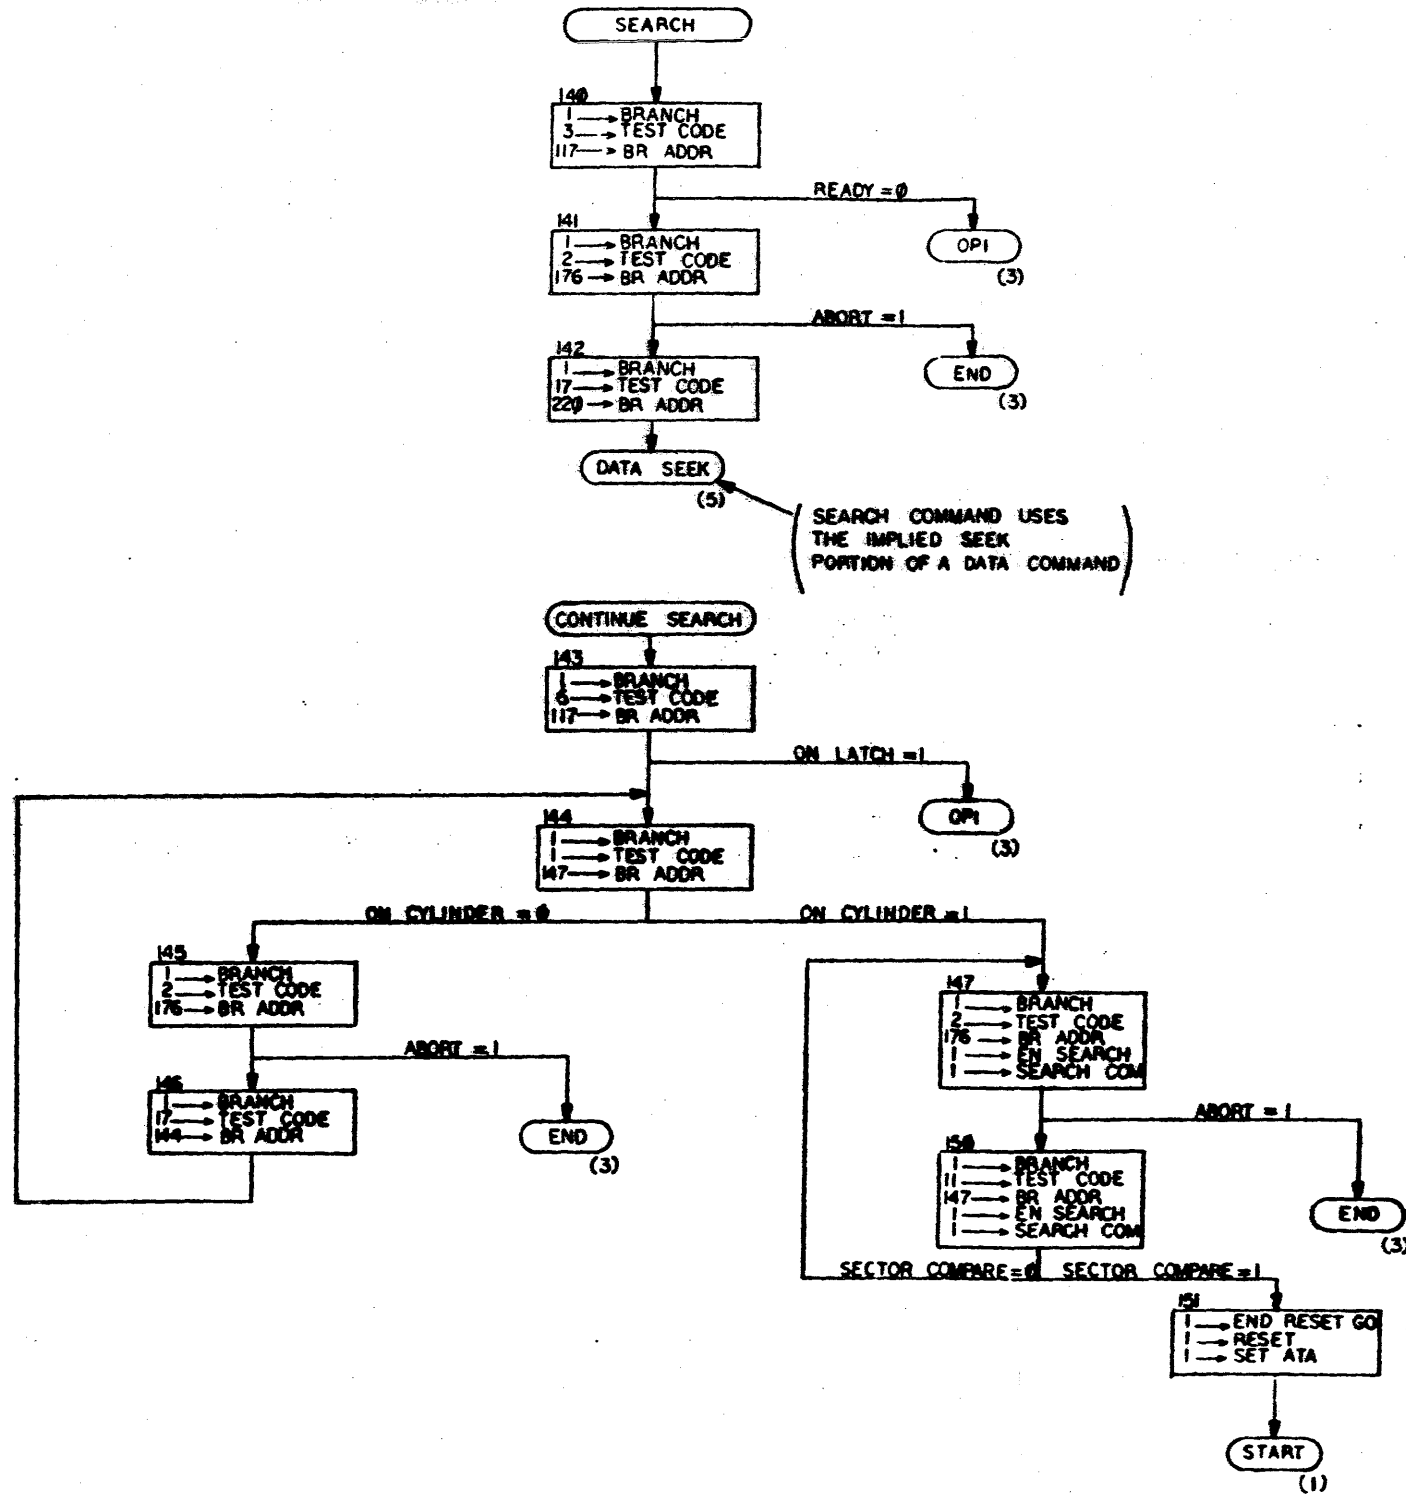 SEARCH
140
1 → BRANCH
3 → TEST CODE
117 → BR ADDR
READY = 0
141
1 → BRANCH
2 → TEST CODE
176 → BR ADDR
OPI
(3)
ABORT = 1
142
1 → BRANCH
17 → TEST CODE
220 → BR ADDR
END
(3)
DATA SEEK
(5)
SEARCH COMMAND USES
THE IMPLIED SEEK
PORTION OF A DATA COMMAND
CONTINUE SEARCH
143
1 → BRANCH
6 → TEST CODE
117 → BR ADDR
ON LATCH = 1
OPI
(3)
144
1 → BRANCH
1 → TEST CODE
147 → BR ADDR
ON CYLINDER = 0
ON CYLINDER = 1
145
1 → BRANCH
2 → TEST CODE
176 → BR ADDR
ABORT = 1
146
1 → BRANCH
17 → TEST CODE
144 → BR ADDR
END
(3)
147
1 → BRANCH
2 → TEST CODE
176 → BR ADDR
1 → EN SEARCH
1 → SEARCH COM
ABORT = 1
150
1 → BRANCH
11 → TEST CODE
147 → BR ADDR
1 → EN SEARCH
1 → SEARCH COM
END
(3)
SECTOR COMPARE = 0
SECTOR COMPARE = 1
151
1 → END RESET GO
1 → RESET
1 → SET ATA
START
(1)